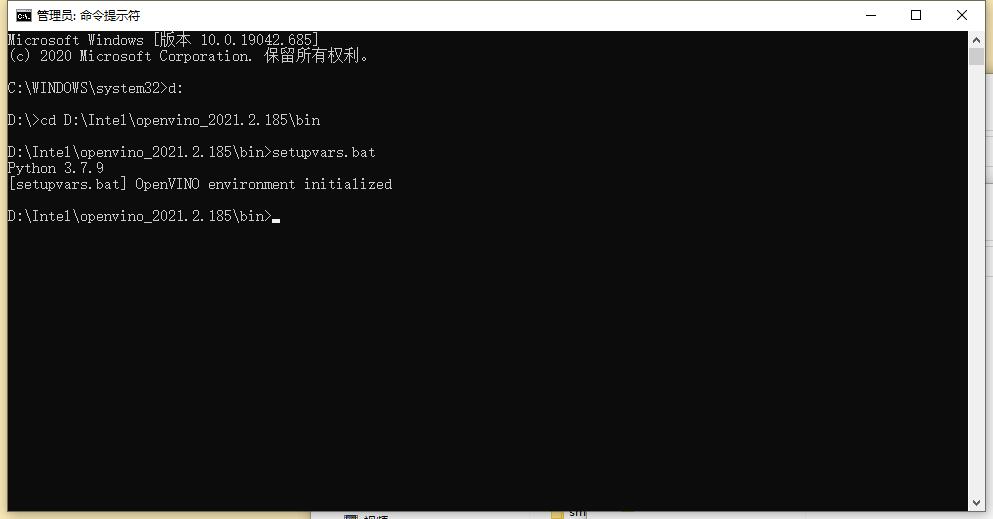 管理员: 命令提示符
Microsoft Windows [版本 10.0.19042.685]
(c) 2020 Microsoft Corporation. 保留所有权利。
C:\WINDOWS\system32>d:
D:\>cd D:\Intel\openvino_2021.2.185\bin
D:\Intel\openvino_2021.2.185\bin>setupvars.bat
Python 3.7.9
[setupvars.bat] OpenVINO environment initialized
D:\Intel\openvino_2021.2.185\bin>